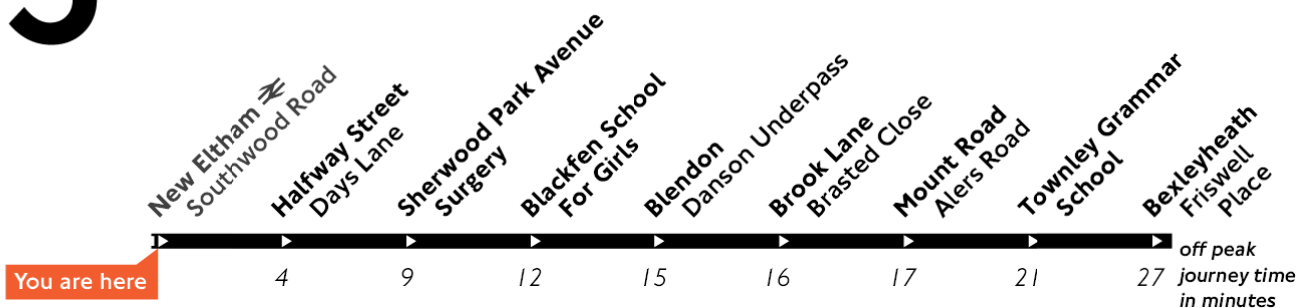 New Eltham
Southwood Road
Halfway Street
Days Lane
Sherwood Park Avenue
Surgery
Blackfen School
For Girls
Blendon
Danson Underpass
Brook Lane
Brasted Close
Mount Road
Alers Road
Townley Grammar
School
Bexleyheath
Friswell
Place
You are here
4 9 12 15 16 17 21 27
off peak
journey time
in minutes